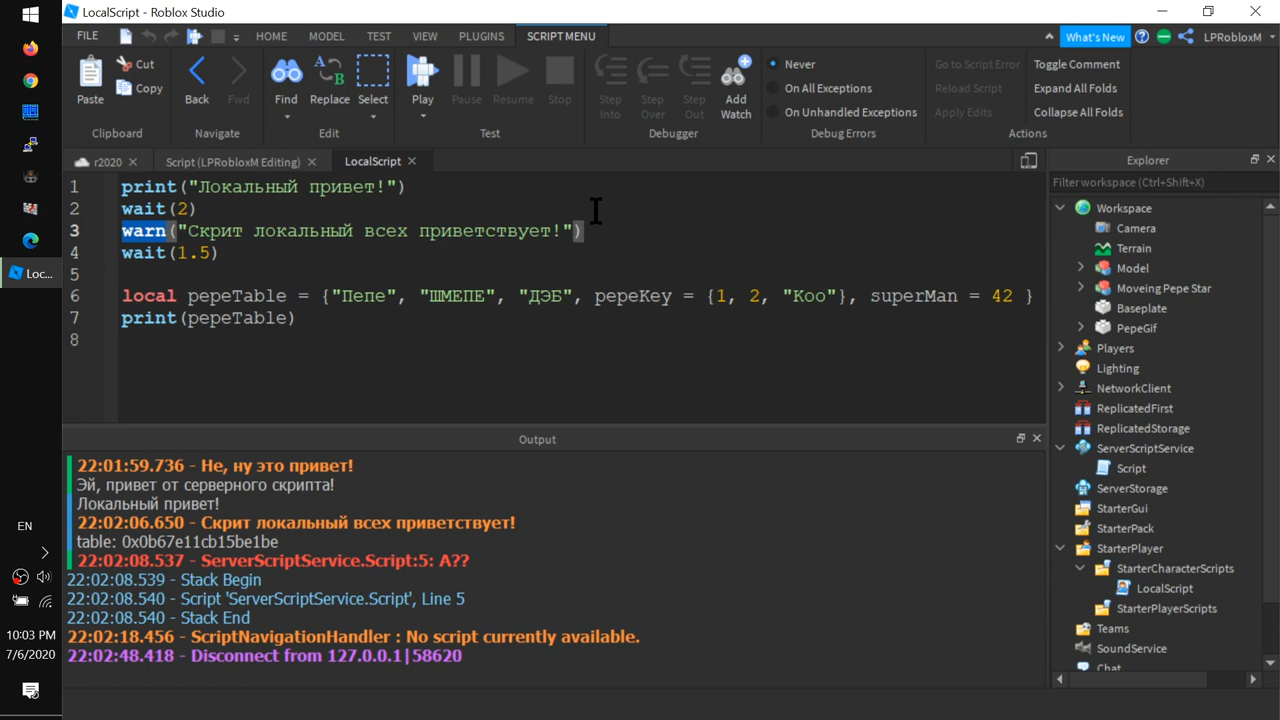 LocalScript - Roblox Studio
FILE
HOME
MODEL
TEST
VIEW
PLUGINS
SCRIPT MENU
What's New
LPRobloxM
Paste
Cut
Copy
Clipboard
Back
Fwd
Navigate
Find
Replace
Select
Edit
Play
Pause
Resume
Stop
Test
Step Into
Step Over
Step Out
Add Watch
Debugger
Never
On All Exceptions
On Unhandled Exceptions
Debug Errors
Go to Script Error
Reload Script
Apply Edits
Toggle Comment
Expand All Folds
Collapse All Folds
Actions
r2020
Script (LPRobloxM Editing)
LocalScript
1 print("Локальный привет!")
2 wait(2)
3 warn("Скрит локальный всех приветствует!")
4 wait(1.5)
5
6 local pepeTable = {"Пепе", "ШМЕПЕ", "ДЭБ", pepeKey = {1, 2, "Koo"}, superMan = 42 }
7 print(pepeTable)
8
Output
22:01:59.736 - Не, ну это привет!
Эй, привет от серверного скрипта!
Локальный привет!
22:02:06.650 - Скрит локальный всех приветствует!
table: 0x0b67e11cb15be1be
22:02:08.537 - ServerScriptService.Script:5: A??
22:02:08.539 - Stack Begin
22:02:08.540 - Script 'ServerScriptService.Script', Line 5
22:02:08.540 - Stack End
22:02:18.456 - ScriptNavigationHandler : No script currently available.
22:02:48.418 - Disconnect from 127.0.0.1|58620
Explorer
Filter workspace (Ctrl+Shift+X)
Workspace
Camera
Terrain
Model
Moveing Pepe Star
Baseplate
PepeGif
Players
Lighting
NetworkClient
ReplicatedFirst
ReplicatedStorage
ServerScriptService
Script
ServerStorage
StarterGui
StarterPack
StarterPlayer
StarterCharacterScripts
LocalScript
StarterPlayerScripts
Teams
SoundService
Chat
Loc...
EN
10:03 PM
7/6/2020